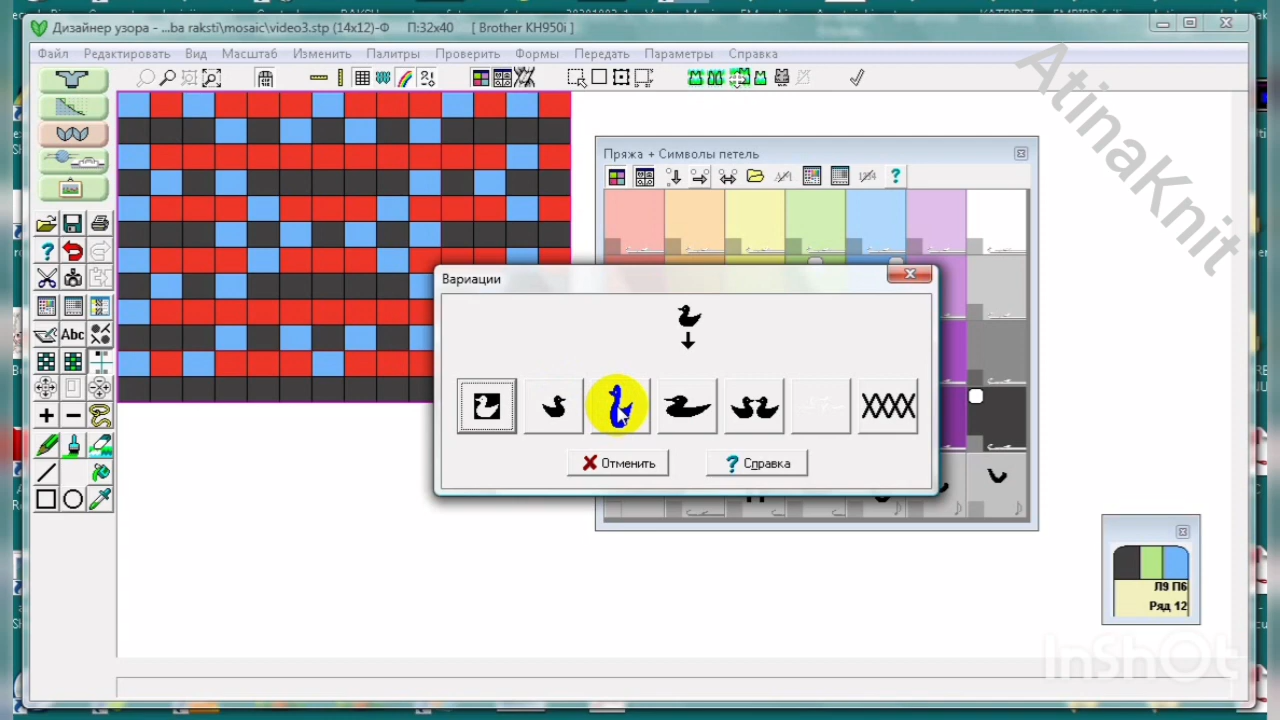 Дизайнер узора - ...ba raksti\mosaic\video3.stp (14x12)-Ф П:32x40 [ Brother KH950i ]
Файл Редактировать Вид Масштаб Изменить Палитры Проверить Формы Передать Параметры Справка
Пряжа + Символы петель
Вариации
Отменить
Справка
Abc
Л9 П6
Ряд 12
AtinaKnit
InShOt